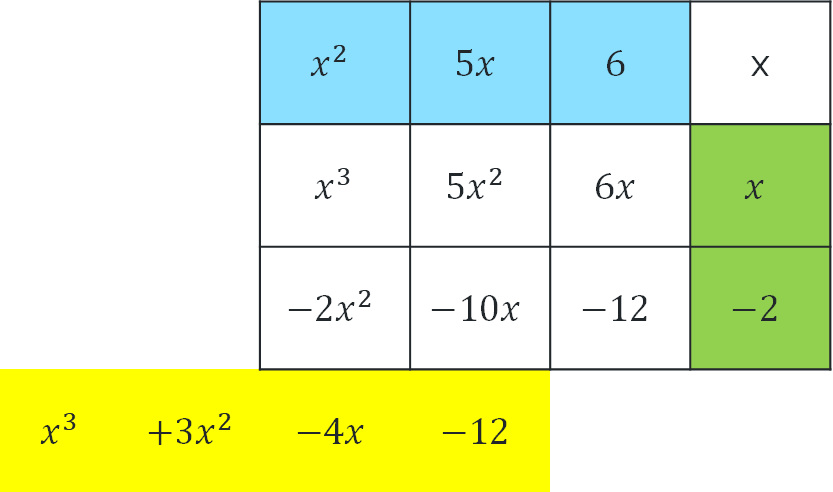 x² 5x 6 x
x³ 5x² 6x x
−2x² −10x −12 −2
x³ +3x² −4x −12